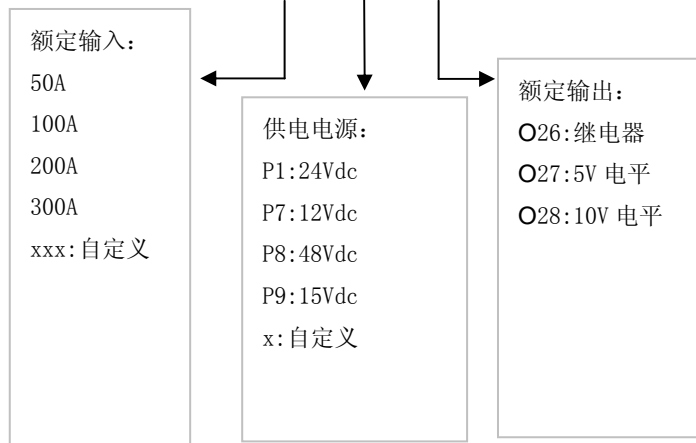 额定输入：
50A
100A
200A
300A
xxx:自定义
供电电源：
P1:24Vdc
P7:12Vdc
P8:48Vdc
P9:15Vdc
x:自定义
额定输出：
O26:继电器
O27:5V 电平
O28:10V 电平